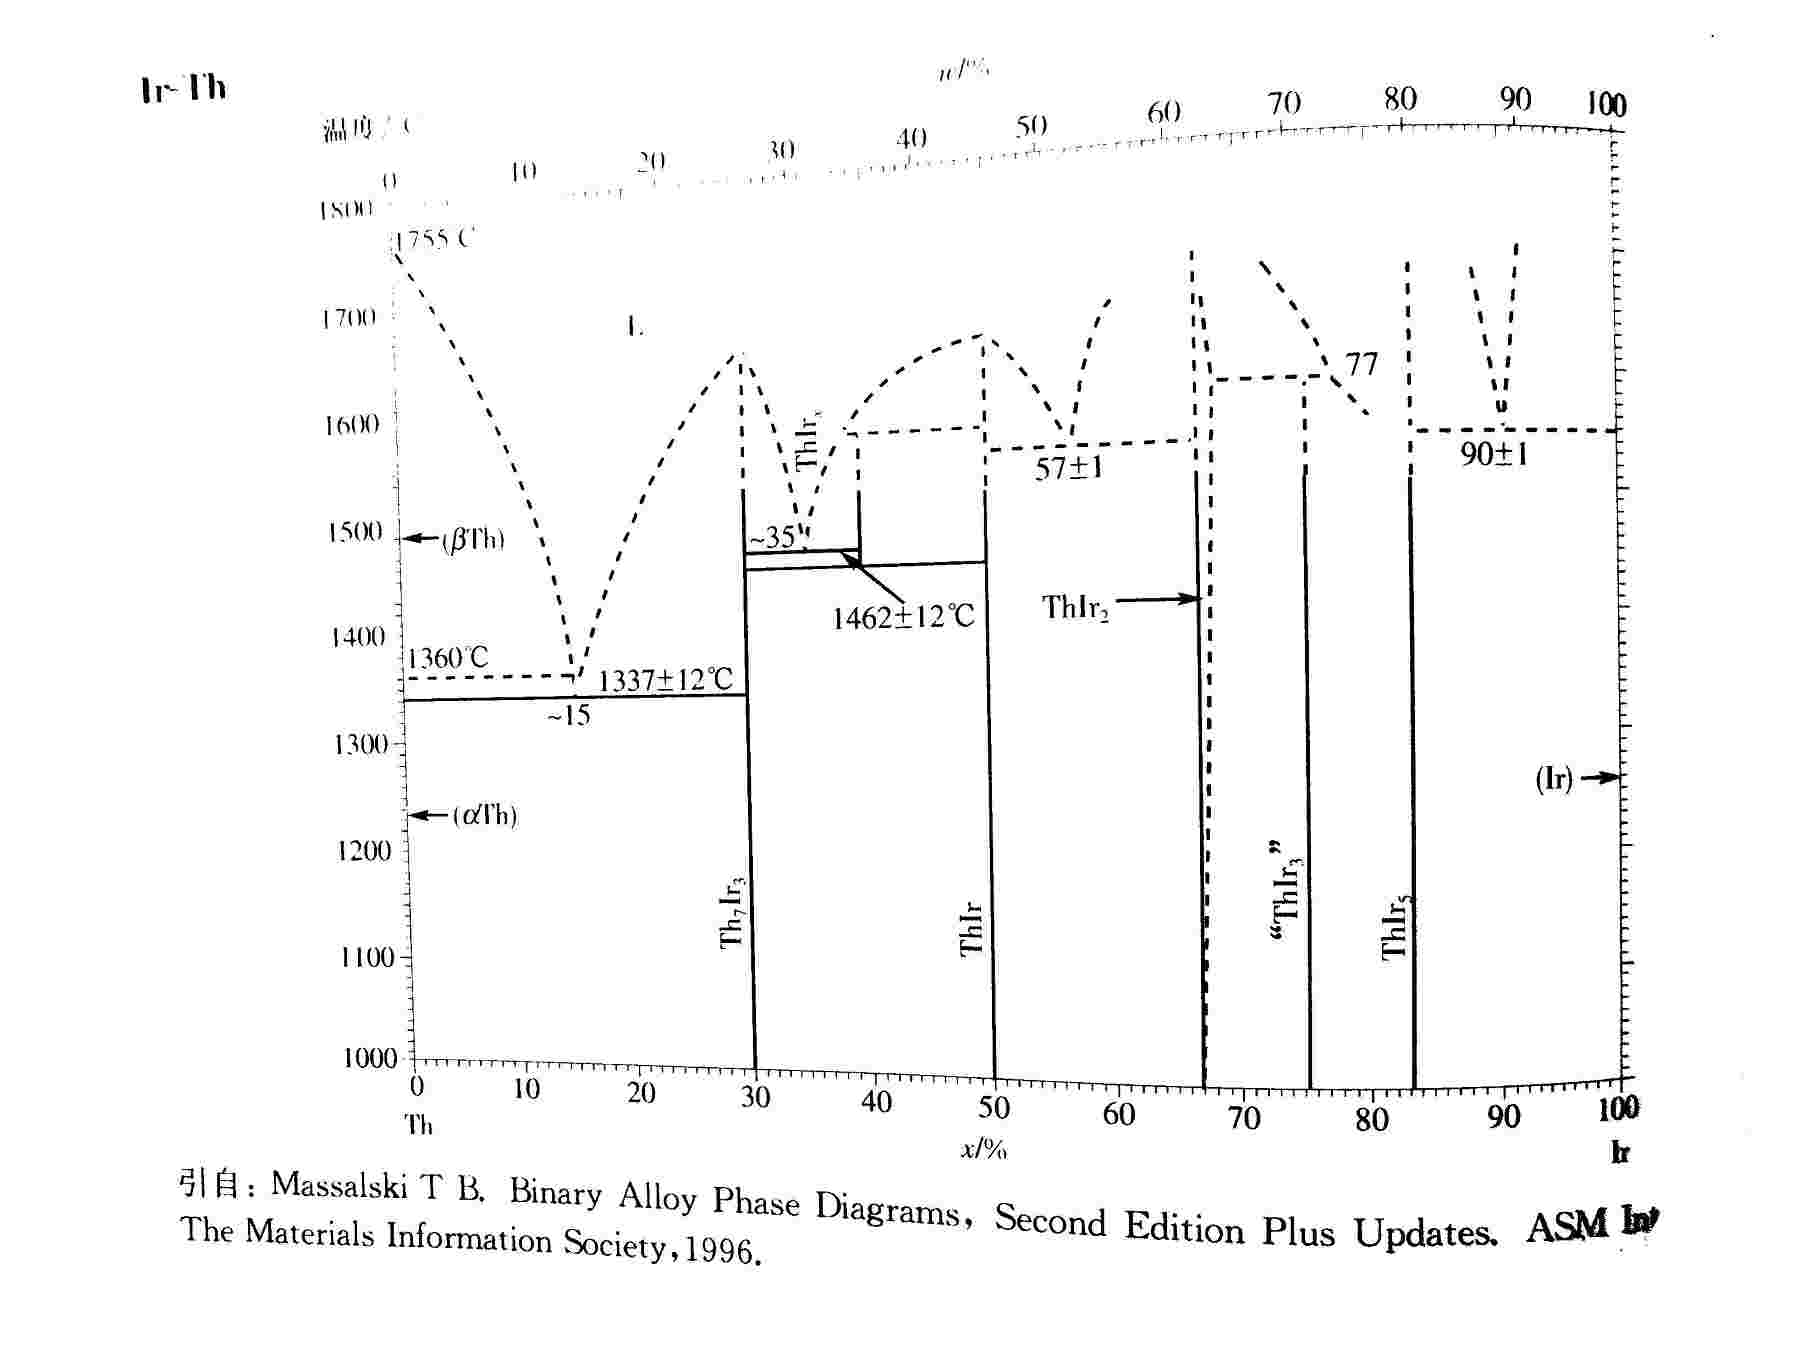 Ir-Th
w/%
温度/℃
0 10 20 30 40 50 60 70 80 90 100
1800
1755℃
1700
L
77
1600
ThIrₓ
57±1
90±1
1500
(βTh)
~35
ThIr₂
1462±12℃
1400
1360℃
1337±12℃
~15
1300
(Ir)
(αTh)
1200
Th₇Ir₃
ThIr
“ThIr₃”
ThIr₅
1100
1000
0 10 20 30 40 50 60 70 80 90 100
Th
x/%
Ir
引自: Massalski T B. Binary Alloy Phase Diagrams, Second Edition Plus Updates. ASM
The Materials Information Society, 1996.